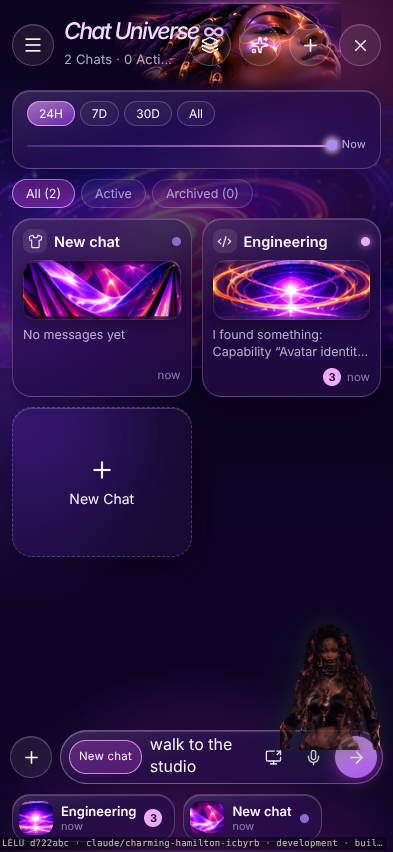 Chat Universe ∞
2 Chats · 0 Acti...
24H 7D 30D All
Now
All (2) Active Archived (0)
New chat
No messages yet
now
Engineering
I found something:
Capability “Avatar identit...
3 now
New Chat
New chat
walk to the
studio
Engineering
now
3
New chat
now
LÉLU d722abc · claude/charming-hamilton-icbyrb · development · buil…